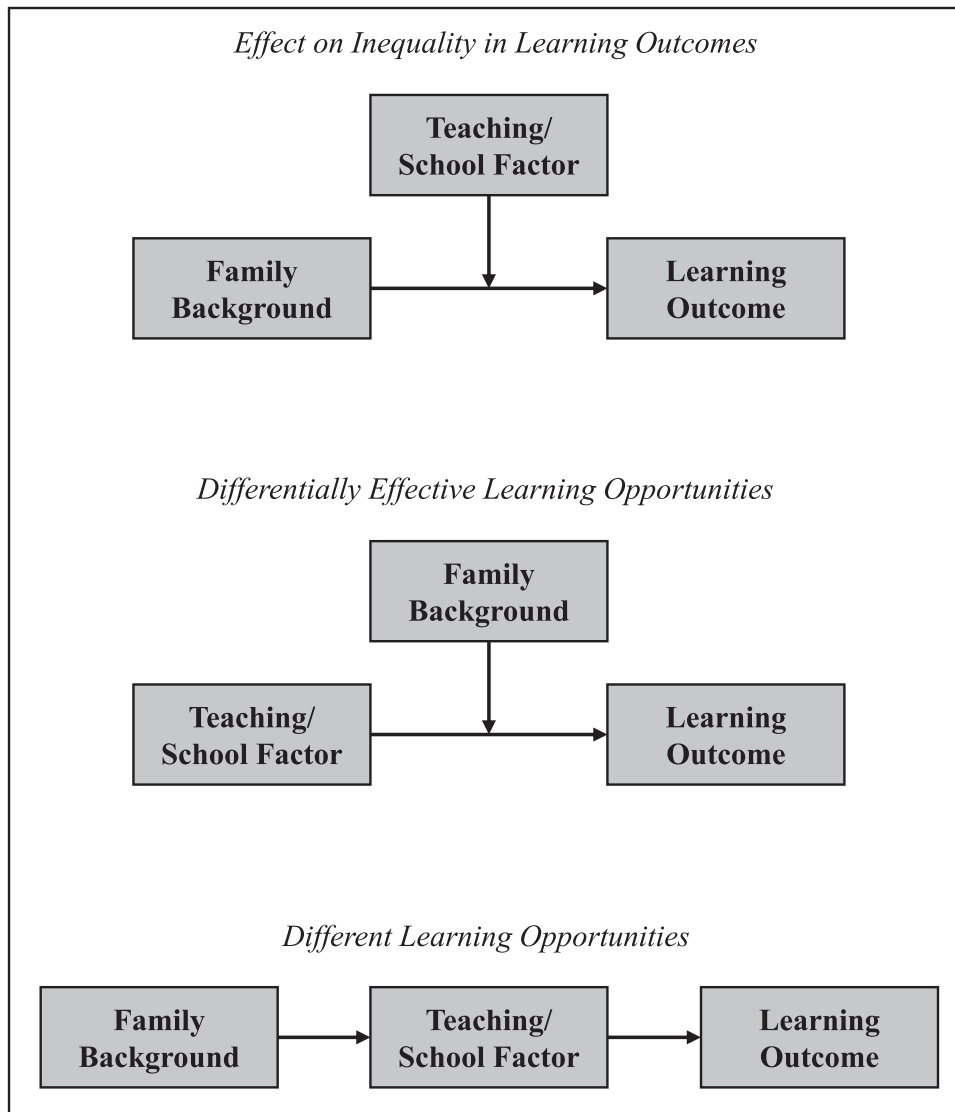 Effect on Inequality in Learning Outcomes
Teaching/
School Factor
Family
Background
Learning
Outcome
Differentially Effective Learning Opportunities
Family
Background
Teaching/
School Factor
Learning
Outcome
Different Learning Opportunities
Family
Background
Teaching/
School Factor
Learning
Outcome